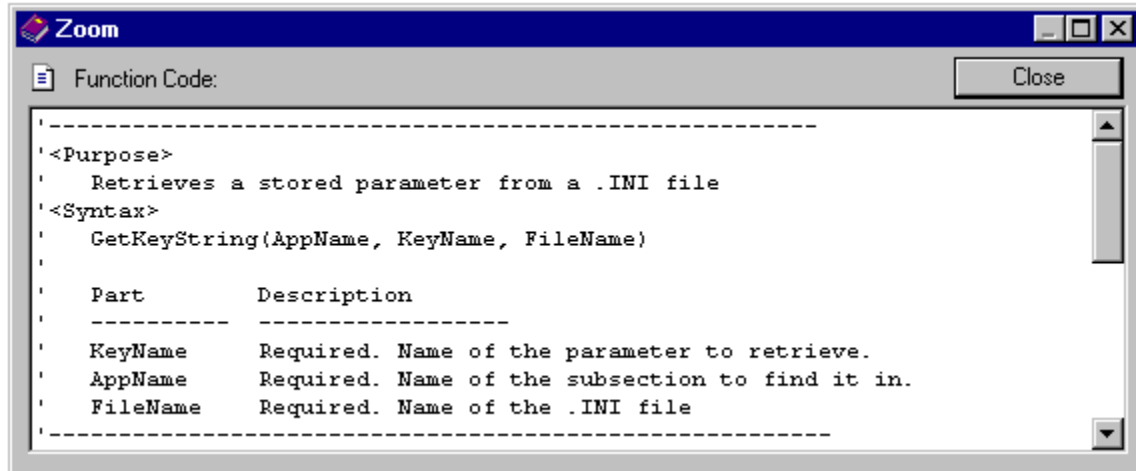 Zoom
Function Code:
Close
'-------------------------------------------------------
'<Purpose>
'   Retrieves a stored parameter from a .INI file
'<Syntax>
'   GetKeyString(AppName, KeyName, FileName)
'
'   Part        Description
'   ----------  ------------------
'   KeyName     Required. Name of the parameter to retrieve.
'   AppName     Required. Name of the subsection to find it in.
'   FileName    Required. Name of the .INI file
'--------------------------------------------------------